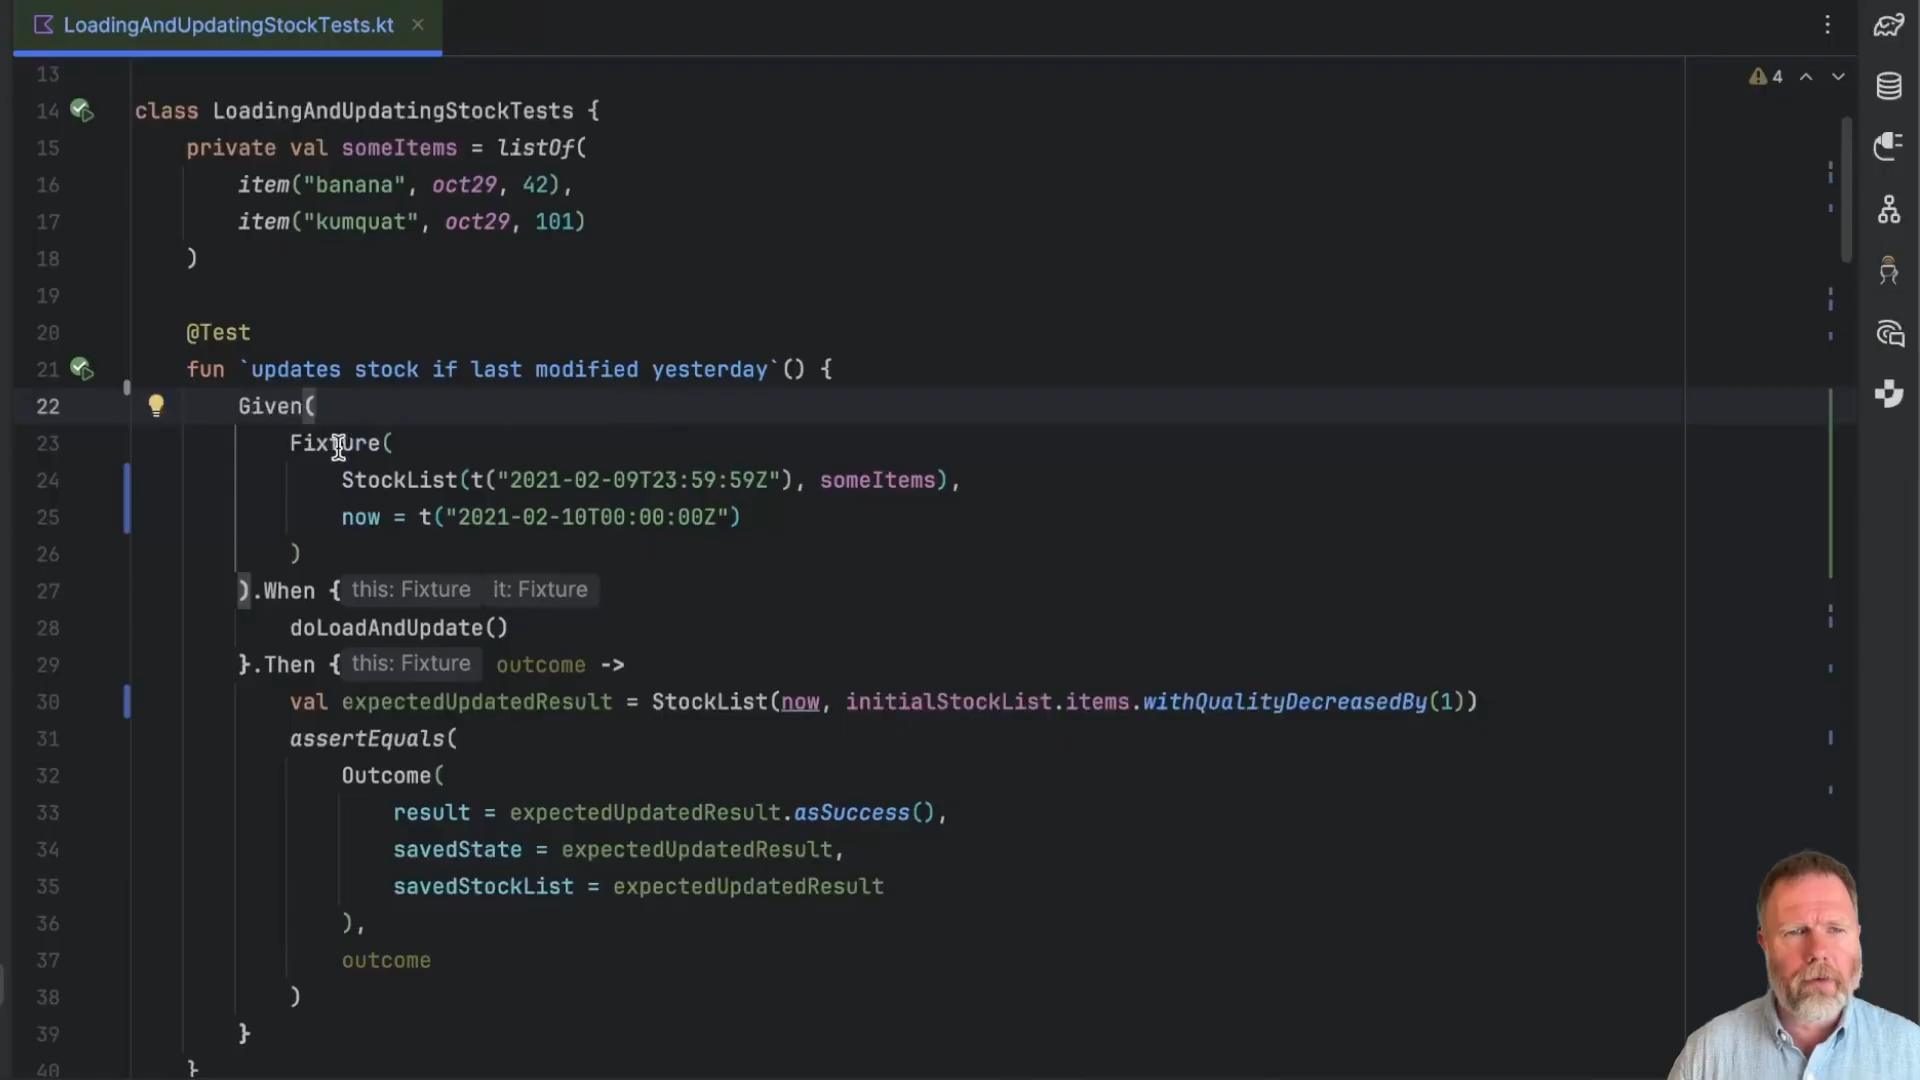 LoadingAndUpdatingStockTests.kt
4
13
14 class LoadingAndUpdatingStockTests {
15 private val someItems = listOf(
16 item("banana", oct29, 42),
17 item("kumquat", oct29, 101)
18 )
19
20 @Test
21 fun `updates stock if last modified yesterday`() {
22 Given(
23 Fixture(
24 StockList(t("2021-02-09T23:59:59Z"), someItems),
25 now = t("2021-02-10T00:00:00Z")
26 )
27 ).When { this: Fixture it: Fixture
28 doLoadAndUpdate()
29 }.Then { this: Fixture outcome ->
30 val expectedUpdatedResult = StockList(now, initialStockList.items.withQualityDecreasedBy(1))
31 assertEquals(
32 Outcome(
33 result = expectedUpdatedResult.asSuccess(),
34 savedState = expectedUpdatedResult,
35 savedStockList = expectedUpdatedResult
36 ),
37 outcome
38 )
39 }
40 }